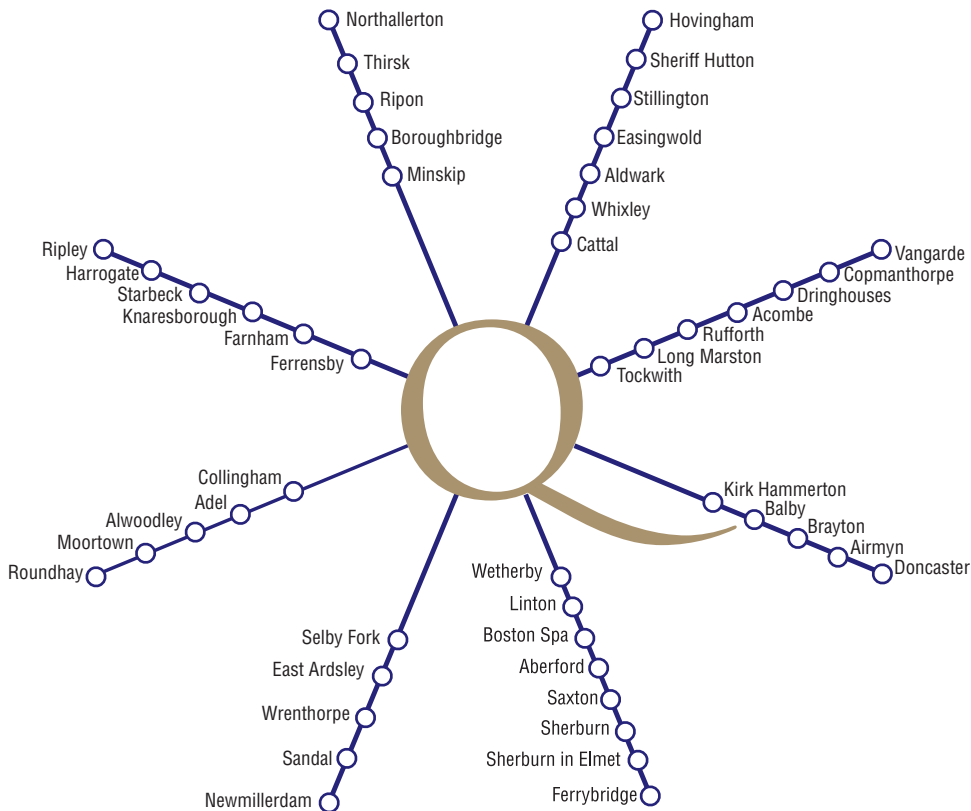 Northallerton
Thirsk
Ripon
Boroughbridge
Minskip
Hovingham
Sheriff Hutton
Stillington
Easingwold
Aldwark
Whixley
Cattal
Ripley
Harrogate
Starbeck
Knaresborough
Farnham
Ferrensby
Vangarde
Copmanthorpe
Dringhouses
Acombe
Rufforth
Long Marston
Tockwith
Q
Collingham
Adel
Alwoodley
Moortown
Roundhay
Kirk Hammerton
Balby
Brayton
Airmyn
Doncaster
Selby Fork
East Ardsley
Wrenthorpe
Sandal
Newmillerdam
Wetherby
Linton
Boston Spa
Aberford
Saxton
Sherburn
Sherburn in Elmet
Ferrybridge